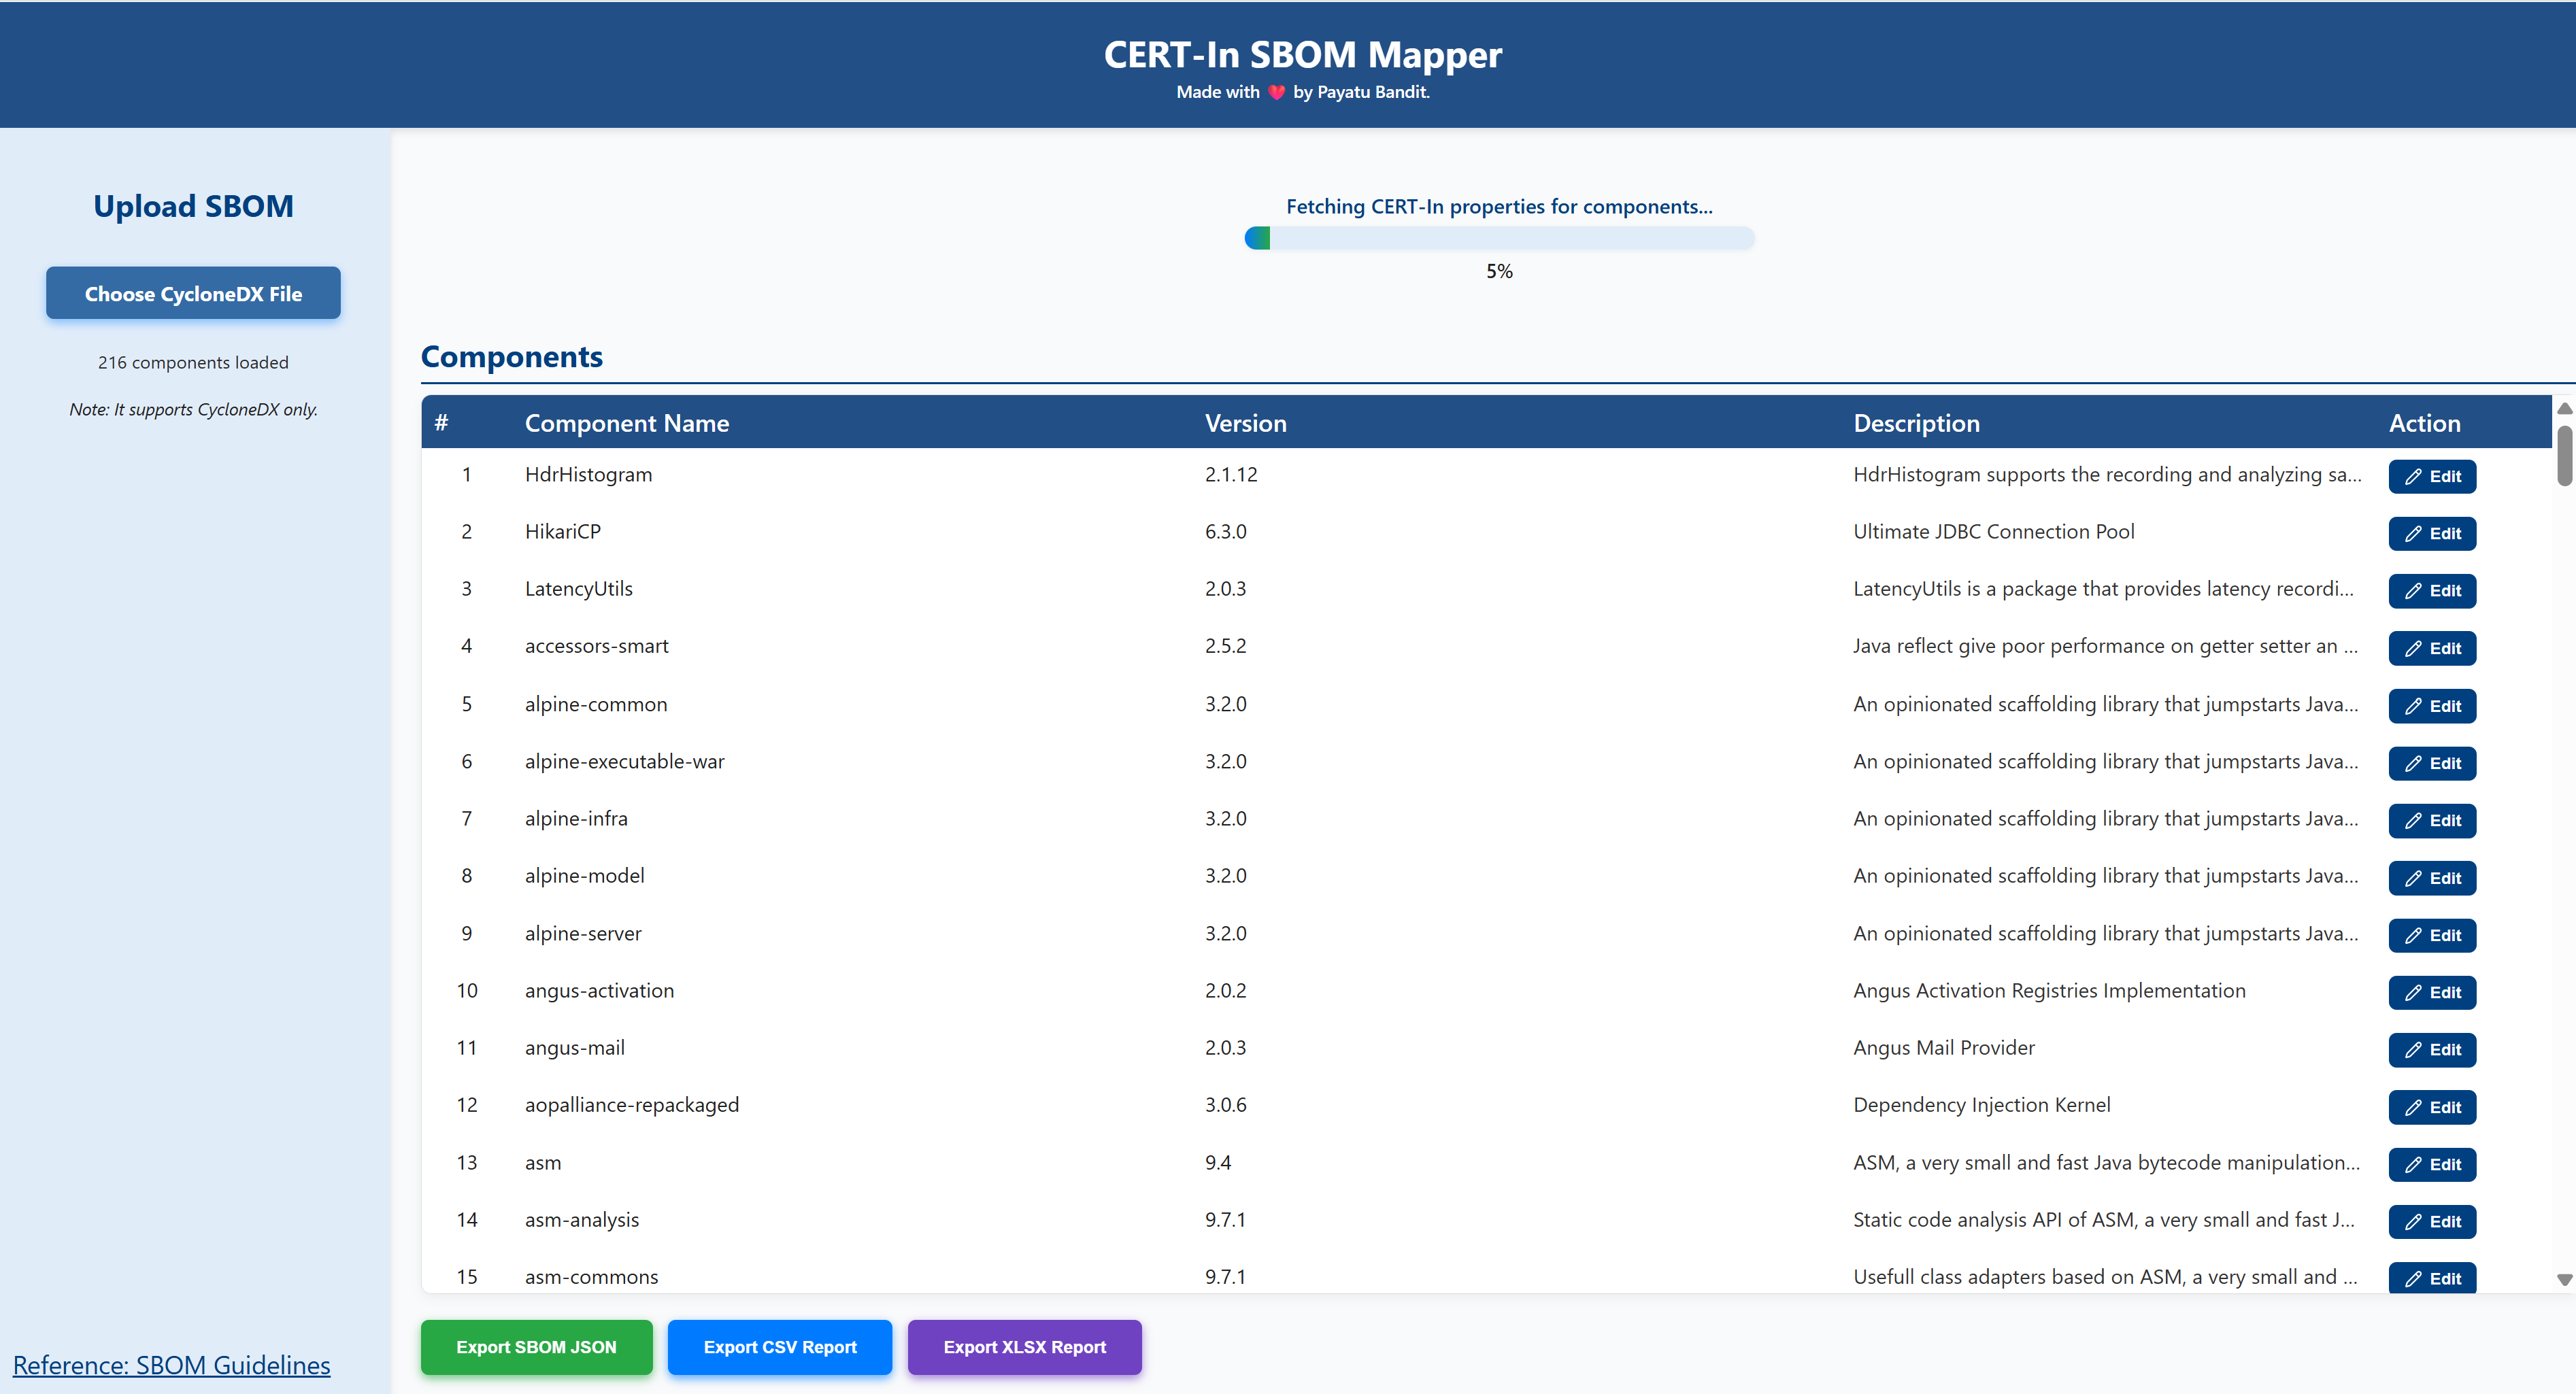 CERT-In SBOM Mapper
Made with ❤ by Payatu Bandit.
Upload SBOM
Choose CycloneDX File
216 components loaded
Note: It supports CycloneDX only.
Reference: SBOM Guidelines
Fetching CERT-In properties for components...
5%
Components
# Component Name Version Description Action
1 HdrHistogram 2.1.12 HdrHistogram supports the recording and analyzing sa... Edit
2 HikariCP 6.3.0 Ultimate JDBC Connection Pool Edit
3 LatencyUtils 2.0.3 LatencyUtils is a package that provides latency recordi... Edit
4 accessors-smart 2.5.2 Java reflect give poor performance on getter setter an ... Edit
5 alpine-common 3.2.0 An opinionated scaffolding library that jumpstarts Java... Edit
6 alpine-executable-war 3.2.0 An opinionated scaffolding library that jumpstarts Java... Edit
7 alpine-infra 3.2.0 An opinionated scaffolding library that jumpstarts Java... Edit
8 alpine-model 3.2.0 An opinionated scaffolding library that jumpstarts Java... Edit
9 alpine-server 3.2.0 An opinionated scaffolding library that jumpstarts Java... Edit
10 angus-activation 2.0.2 Angus Activation Registries Implementation Edit
11 angus-mail 2.0.3 Angus Mail Provider Edit
12 aopalliance-repackaged 3.0.6 Dependency Injection Kernel Edit
13 asm 9.4 ASM, a very small and fast Java bytecode manipulation... Edit
14 asm-analysis 9.7.1 Static code analysis API of ASM, a very small and fast J... Edit
15 asm-commons 9.7.1 Usefull class adapters based on ASM, a very small and ... Edit
Export SBOM JSON Export CSV Report Export XLSX Report